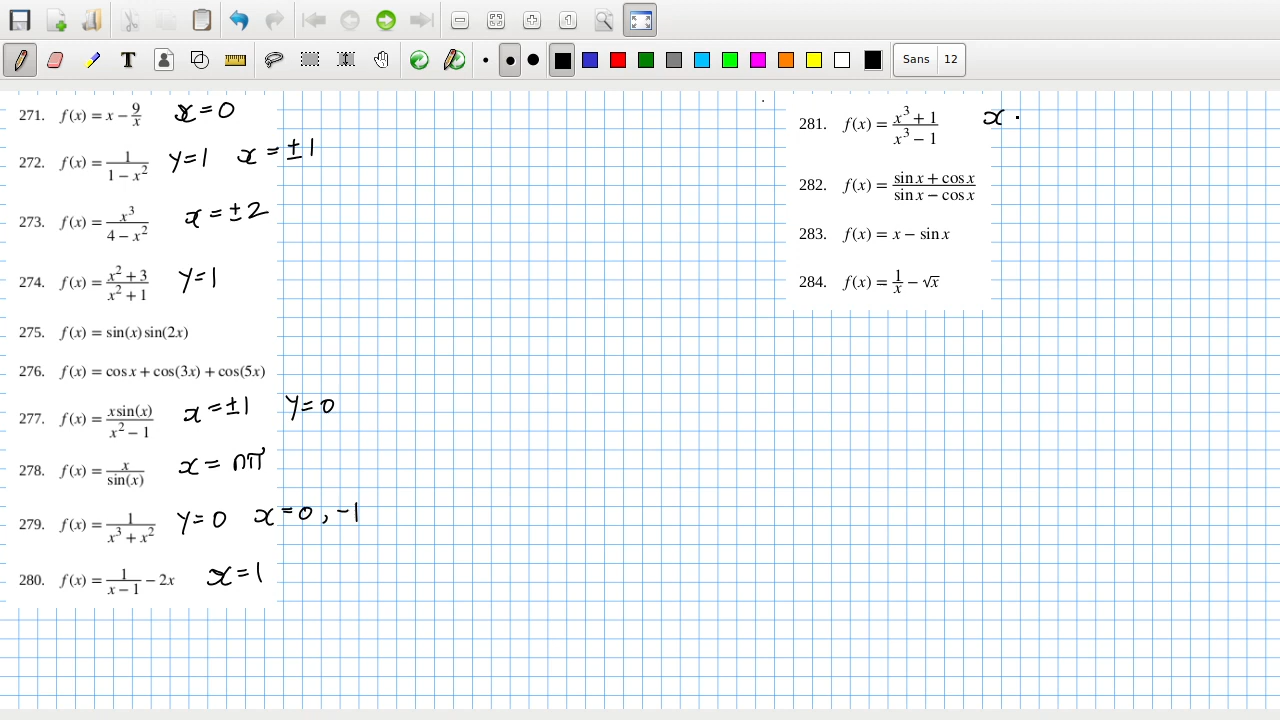 T Sans 12
271. f(x) = x − 9/x x=0
272. f(x) = 1/(1 − x²) y=1 x=±1
273. f(x) = x³/(4 − x²) x=±2
274. f(x) = (x² + 3)/(x² + 1) y=1
275. f(x) = sin(x) sin(2x)
276. f(x) = cos x + cos(3x) + cos(5x)
277. f(x) = x sin(x)/(x² − 1) x=±1 y=0
278. f(x) = x/sin(x) x=nπ
279. f(x) = 1/(x³ + x²) y=0 x=0,-1
280. f(x) = 1/(x − 1) − 2x x=1
281. f(x) = (x³ + 1)/(x³ − 1) x
282. f(x) = (sin x + cos x)/(sin x − cos x)
283. f(x) = x − sin x
284. f(x) = 1/x − √x